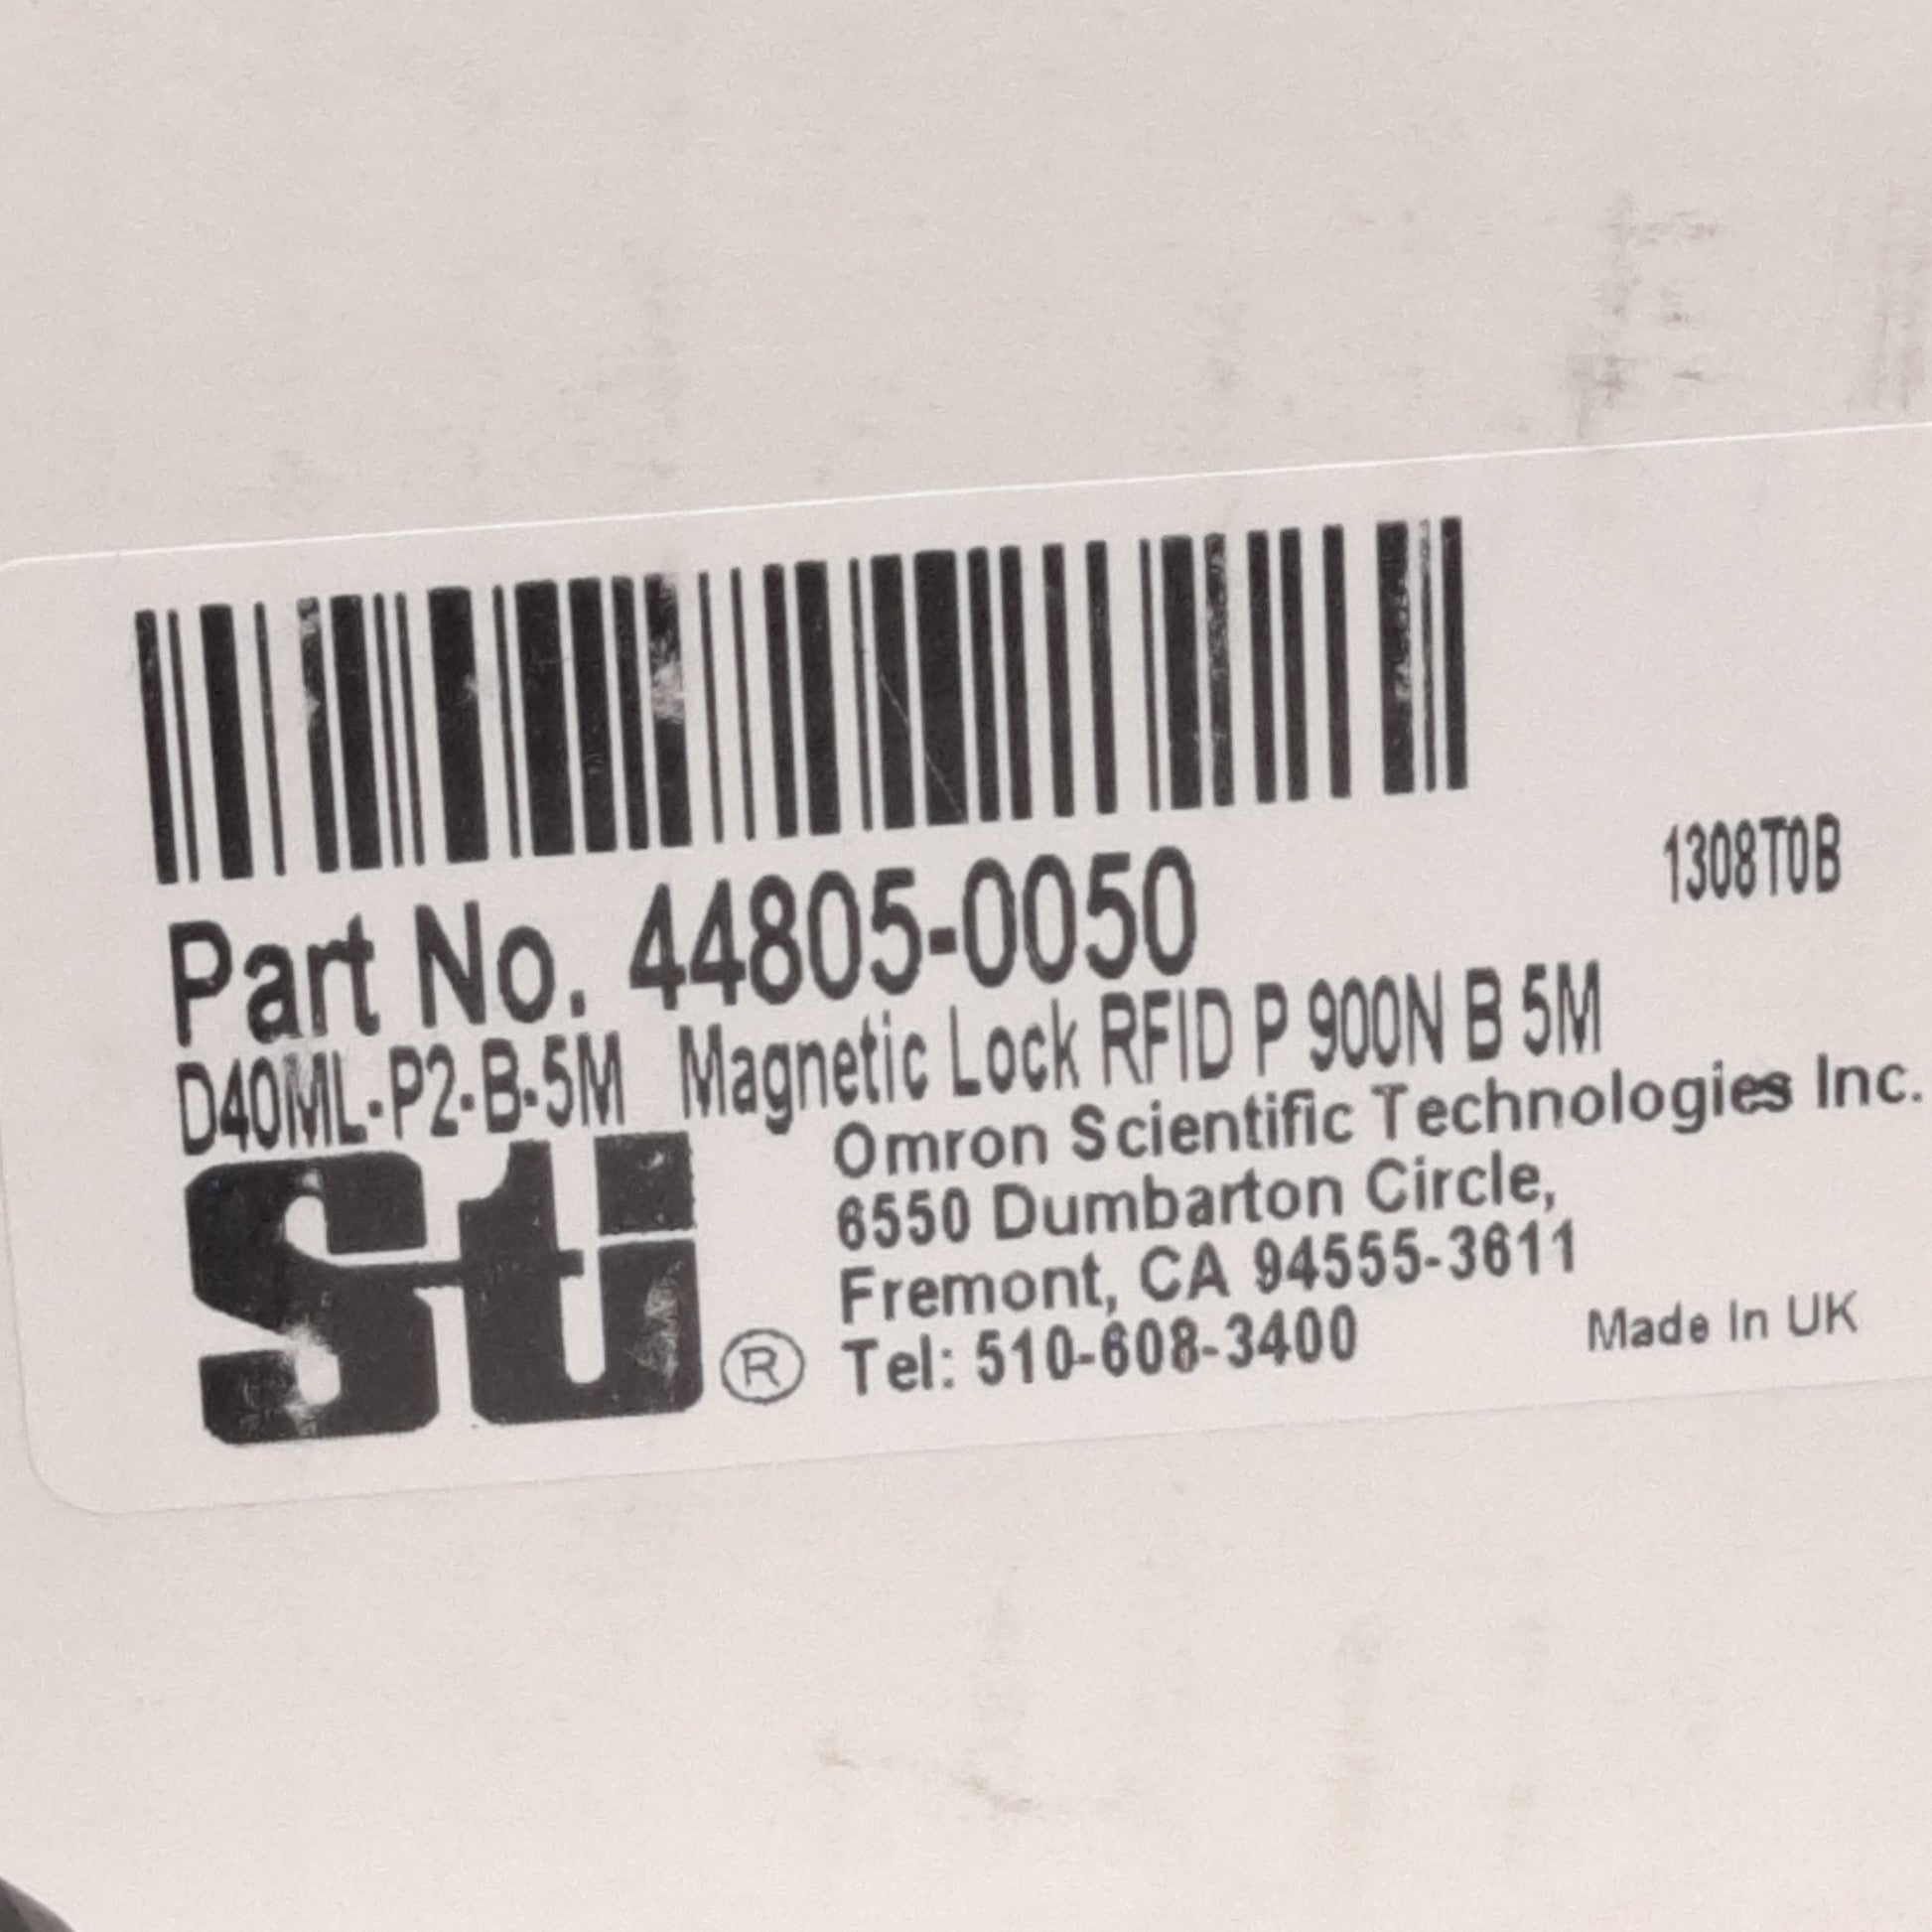 Part No. 44805-0050
1308T0B
D40ML-P2-B-5M Magnetic Lock RFID P 900N B 5M
sti ®
Omron Scientific Technologies Inc.
6550 Dumbarton Circle,
Fremont, CA 94555-3611
Tel: 510-608-3400
Made In UK